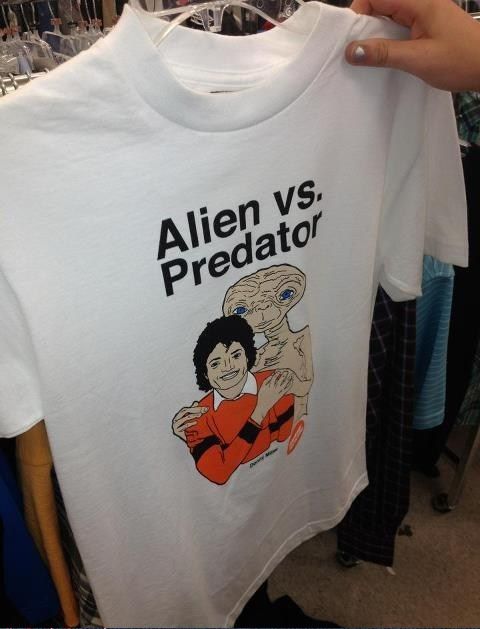 Alien vs.
Predator